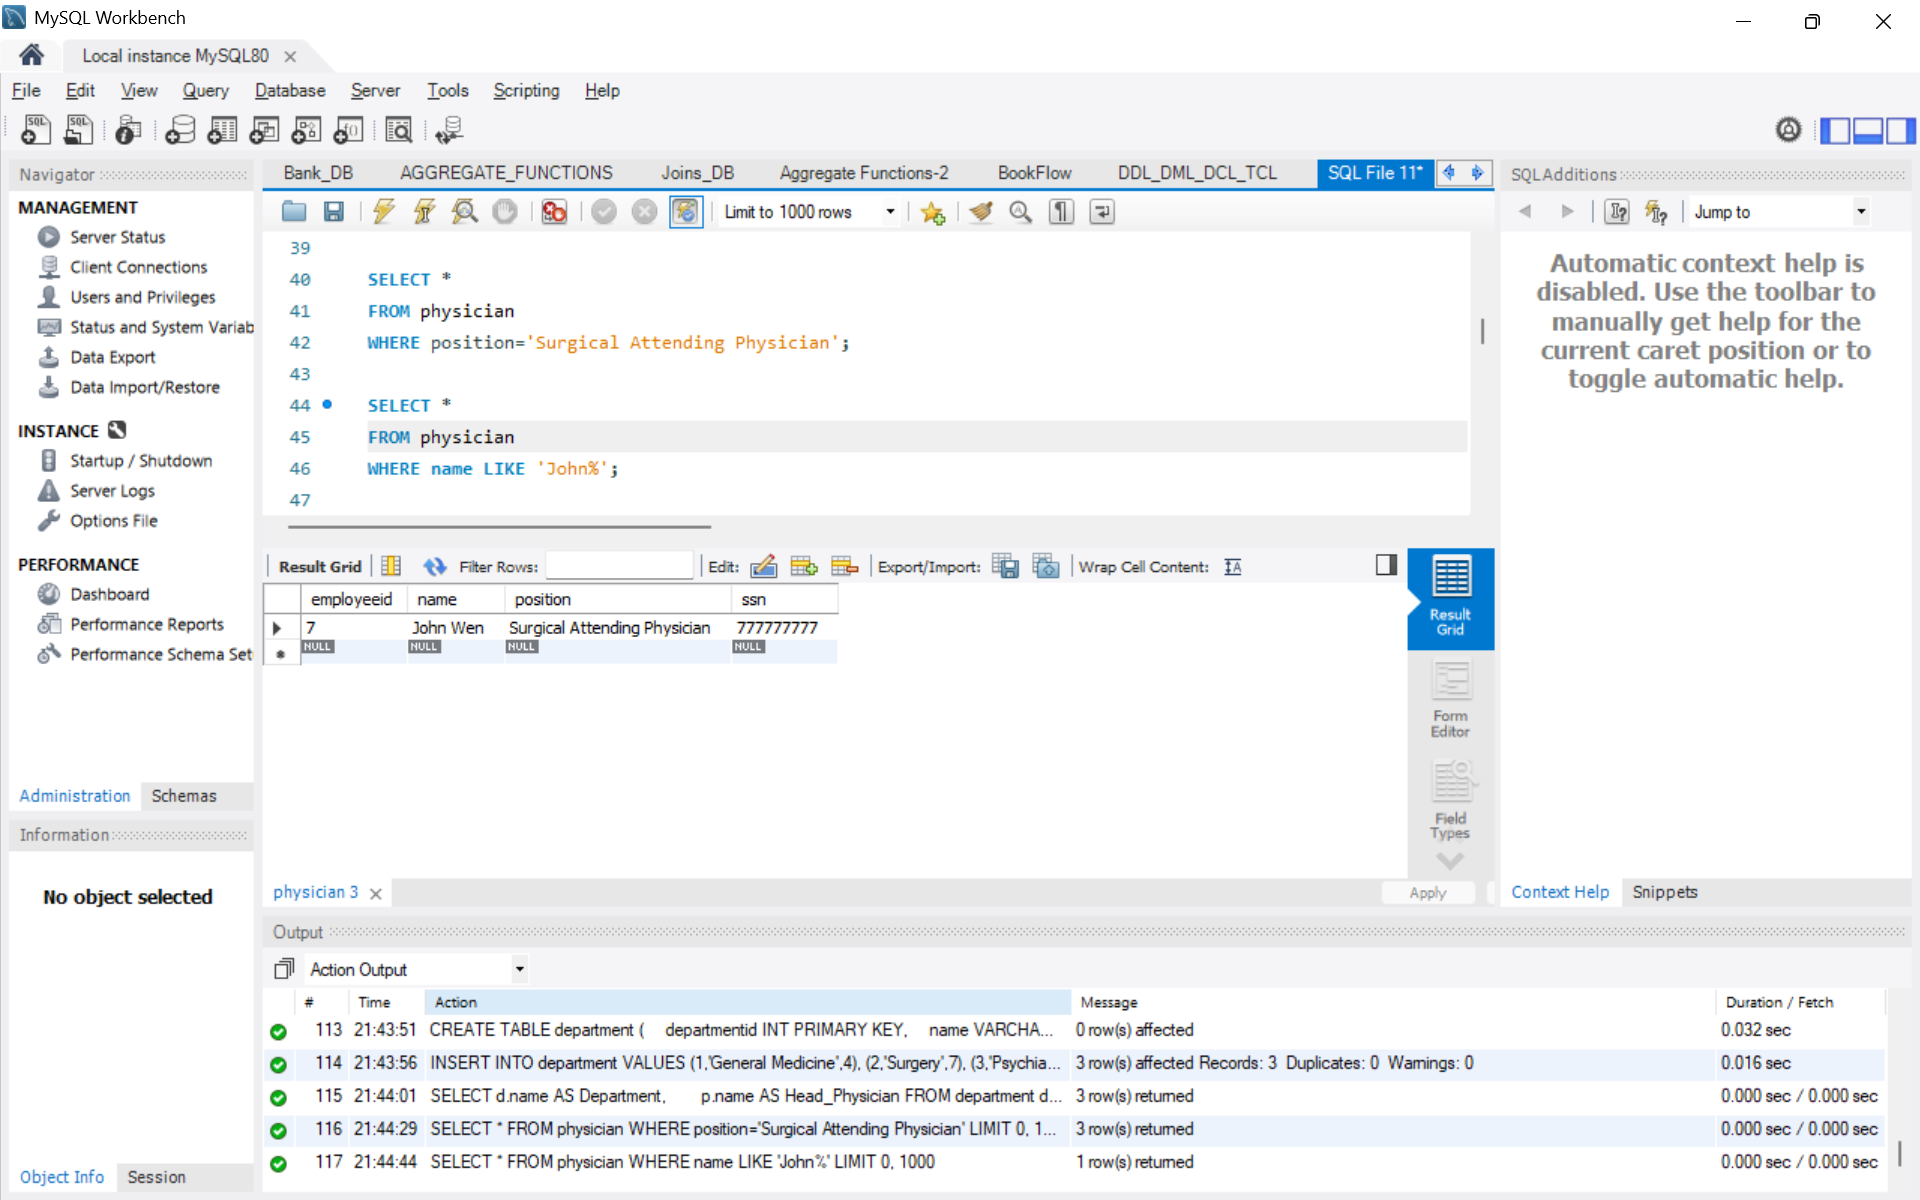 MySQL Workbench
Local instance MySQL80
File Edit View Query Database Server Tools Scripting Help
Navigator
MANAGEMENT
Server Status
Client Connections
Users and Privileges
Status and System Variab
Data Export
Data Import/Restore
INSTANCE
Startup / Shutdown
Server Logs
Options File
PERFORMANCE
Dashboard
Performance Reports
Performance Schema Set
Administration Schemas
Information
No object selected
Object Info Session
Bank_DB AGGREGATE_FUNCTIONS Joins_DB Aggregate Functions-2 BookFlow DDL_DML_DCL_TCL SQL File 11*
Limit to 1000 rows
39
40 SELECT *
41 FROM physician
42 WHERE position='Surgical Attending Physician';
43
44 SELECT *
45 FROM physician
46 WHERE name LIKE 'John%';
47
Result Grid Filter Rows: Edit: Export/Import: Wrap Cell Content:
employeeid name position ssn
7 John Wen Surgical Attending Physician 777777777
NULL NULL NULL NULL
Result Grid
Form Editor
Field Types
physician 3
Apply
SQLAdditions
Jump to
Automatic context help is
disabled. Use the toolbar to
manually get help for the
current caret position or to
toggle automatic help.
Context Help Snippets
Output
Action Output
# Time Action Message Duration / Fetch
113 21:43:51 CREATE TABLE department ( departmentid INT PRIMARY KEY, name VARCHA... 0 row(s) affected 0.032 sec
114 21:43:56 INSERT INTO department VALUES (1,'General Medicine',4), (2,'Surgery',7), (3,'Psychia... 3 row(s) affected Records: 3 Duplicates: 0 Warnings: 0 0.016 sec
115 21:44:01 SELECT d.name AS Department, p.name AS Head_Physician FROM department d... 3 row(s) returned 0.000 sec / 0.000 sec
116 21:44:29 SELECT * FROM physician WHERE position='Surgical Attending Physician' LIMIT 0, 1... 3 row(s) returned 0.000 sec / 0.000 sec
117 21:44:44 SELECT * FROM physician WHERE name LIKE 'John%' LIMIT 0, 1000 1 row(s) returned 0.000 sec / 0.000 sec